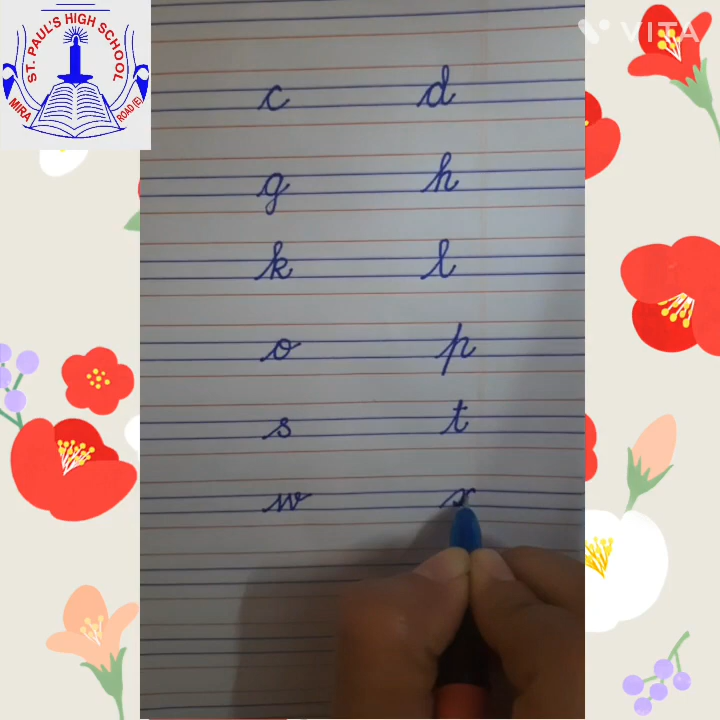 ST. PAUL'S HIGH SCHOOL
MIRA ROAD (E)
VITA
c d
g h
k l
o p
s t
w x